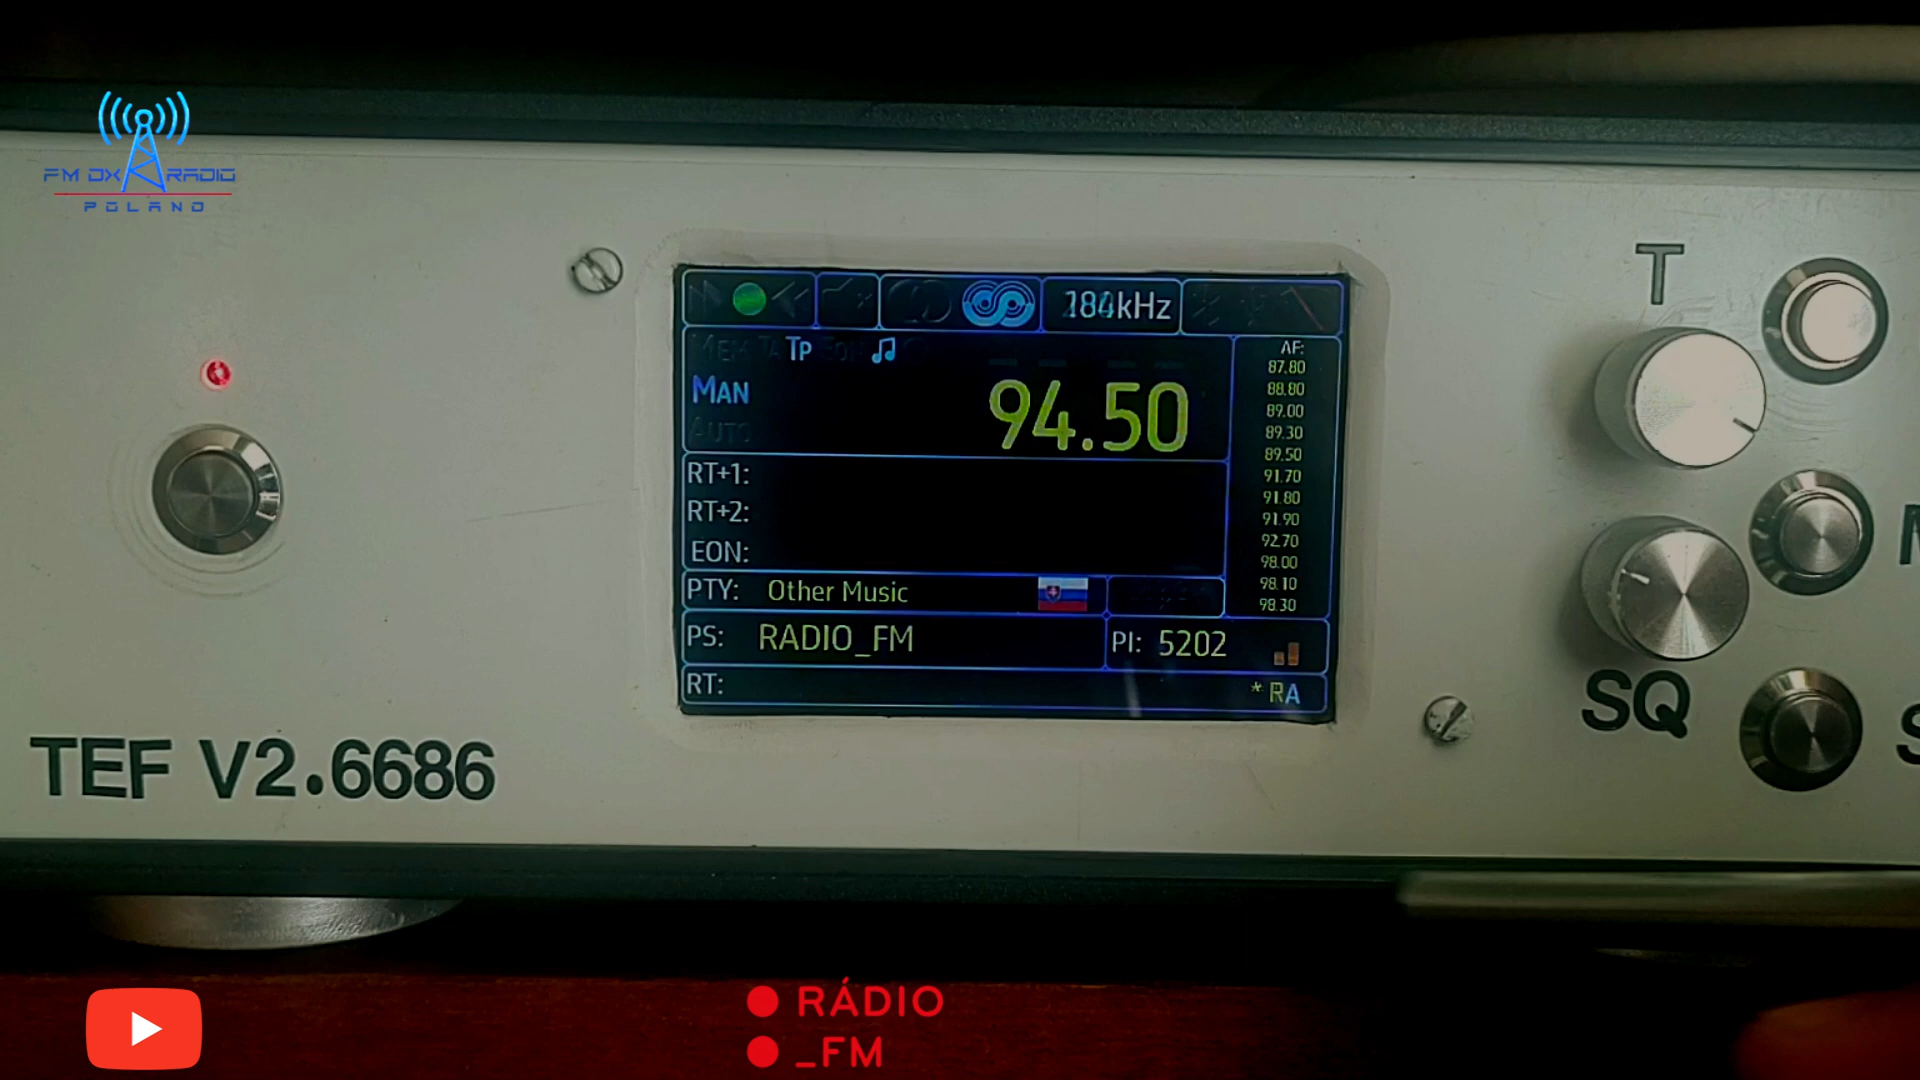 FM DX RADIO
POLAND
184kHz
TP
MAN
AUTO
94.50
AF:
87.80
88.80
89.00
89.30
89.50
91.70
91.80
91.90
92.70
98.00
98.10
98.30
RT+1:
RT+2:
EON:
PTY: Other Music
PS: RADIO_FM
PI: 5202
RT: * RA
T
SQ
TEF V2.6686
RÁDIO
_FM